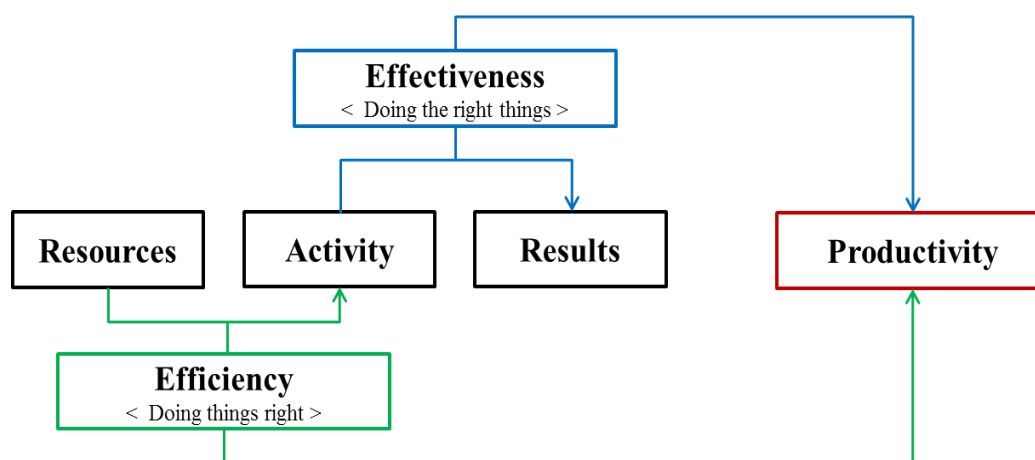 Effectiveness
< Doing the right things >
Resources
Activity
Results
Productivity
Efficiency
< Doing things right >